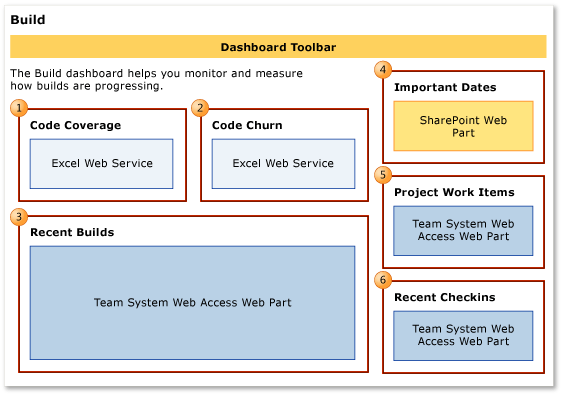 Build
Dashboard Toolbar
The Build dashboard helps you monitor and measure
how builds are progressing.
1
Code Coverage
Excel Web Service
2
Code Churn
Excel Web Service
3
Recent Builds
Team System Web Access Web Part
4
Important Dates
SharePoint Web
Part
5
Project Work Items
Team System Web
Access Web Part
6
Recent Checkins
Team System Web
Access Web Part